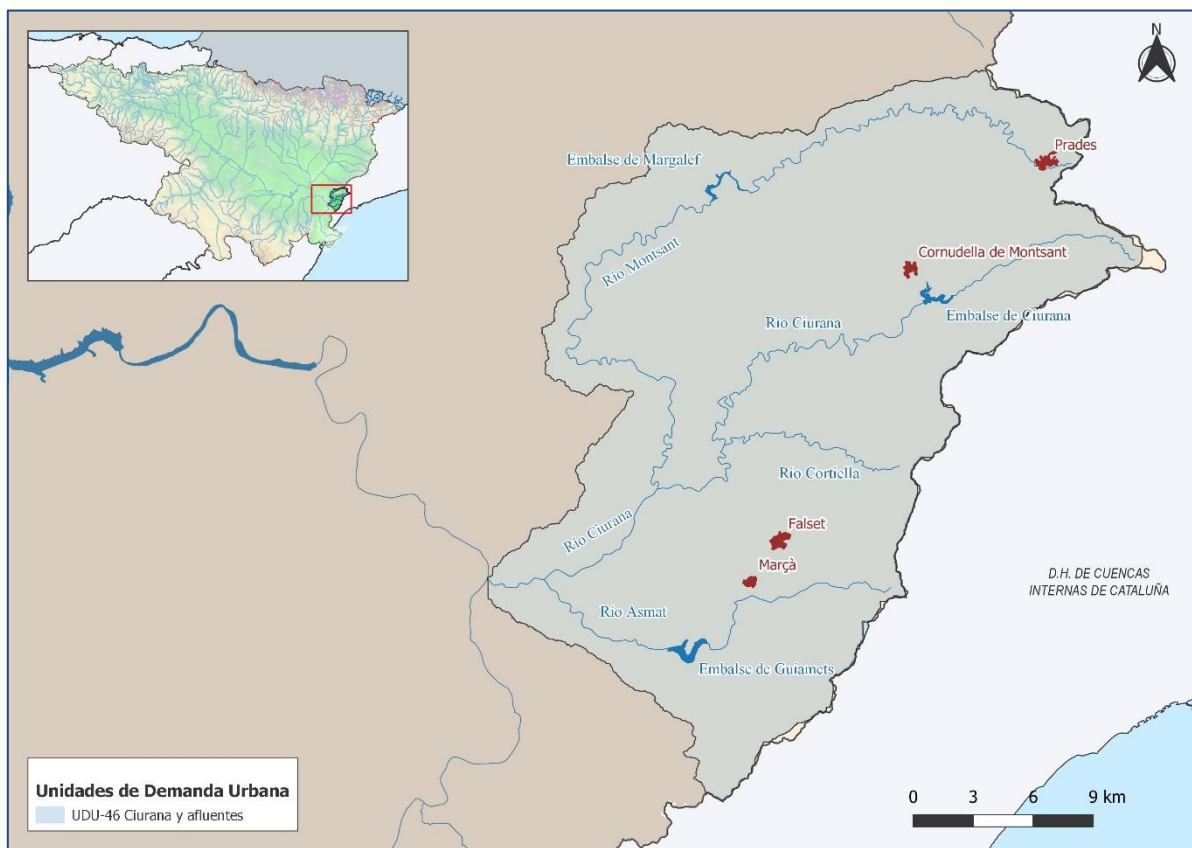 N
Prades
Embalse de Margalef
Río Montsant
Cornudella de Montsant
Embalse de Ciurana
Río Ciurana
Río Cortiella
Río Ciurana
Falset
Marçà
D.H. DE CUENCAS
INTERNAS DE CATALUÑA
Río Asmat
Embalse de Guiamets
Unidades de Demanda Urbana
UDU-46 Ciurana y afluentes
0 3 6 9 km